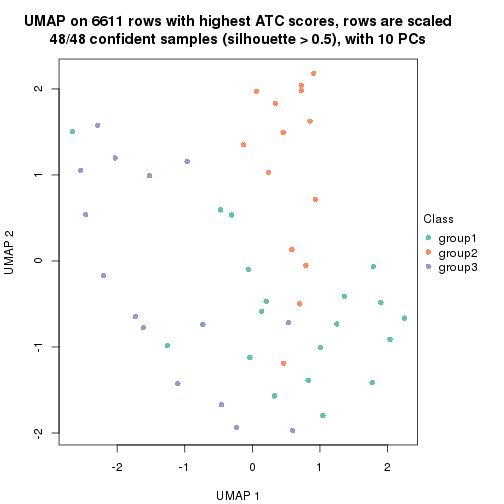 UMAP on 6611 rows with highest ATC scores, rows are scaled
48/48 confident samples (silhouette > 0.5), with 10 PCs
2
1
0
-1
-2
UMAP 2
-2
-1
0
1
2
UMAP 1
Class
group1
group2
group3